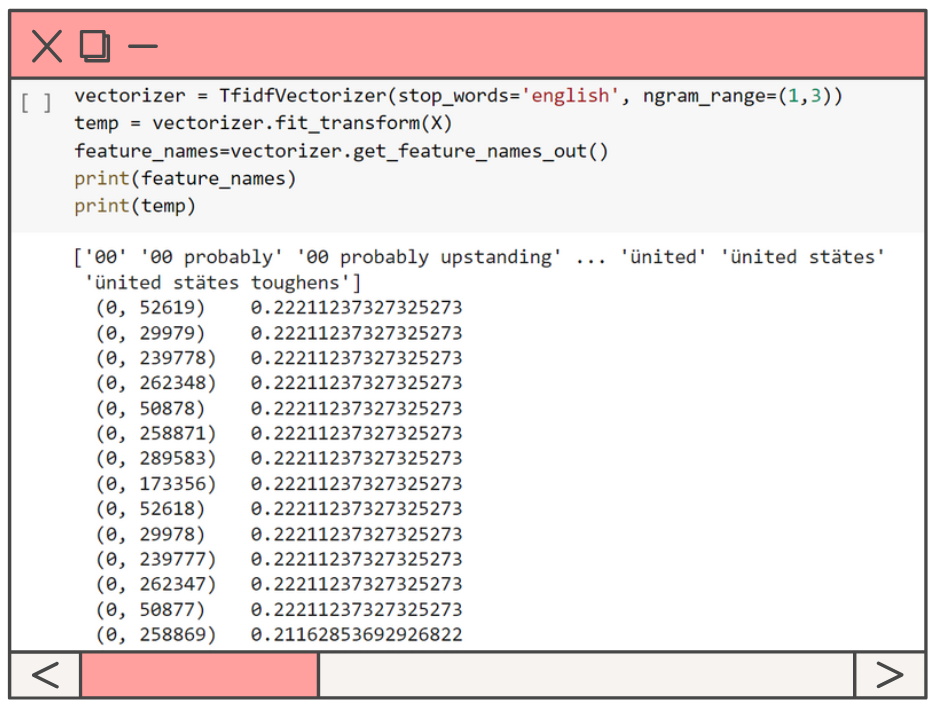 [ ] vectorizer = TfidfVectorizer(stop_words='english', ngram_range=(1,3))
temp = vectorizer.fit_transform(X)
feature_names=vectorizer.get_feature_names_out()
print(feature_names)
print(temp)
['00' '00 probably' '00 probably upstanding' ... 'ünited' 'ünited stätes'
'ünited stätes toughens']
(0, 52619) 0.22211237327325273
(0, 29979) 0.22211237327325273
(0, 239778) 0.22211237327325273
(0, 262348) 0.22211237327325273
(0, 50878) 0.22211237327325273
(0, 258871) 0.22211237327325273
(0, 289583) 0.22211237327325273
(0, 173356) 0.22211237327325273
(0, 52618) 0.22211237327325273
(0, 29978) 0.22211237327325273
(0, 239777) 0.22211237327325273
(0, 262347) 0.22211237327325273
(0, 50877) 0.22211237327325273
(0, 258869) 0.21162853692926822